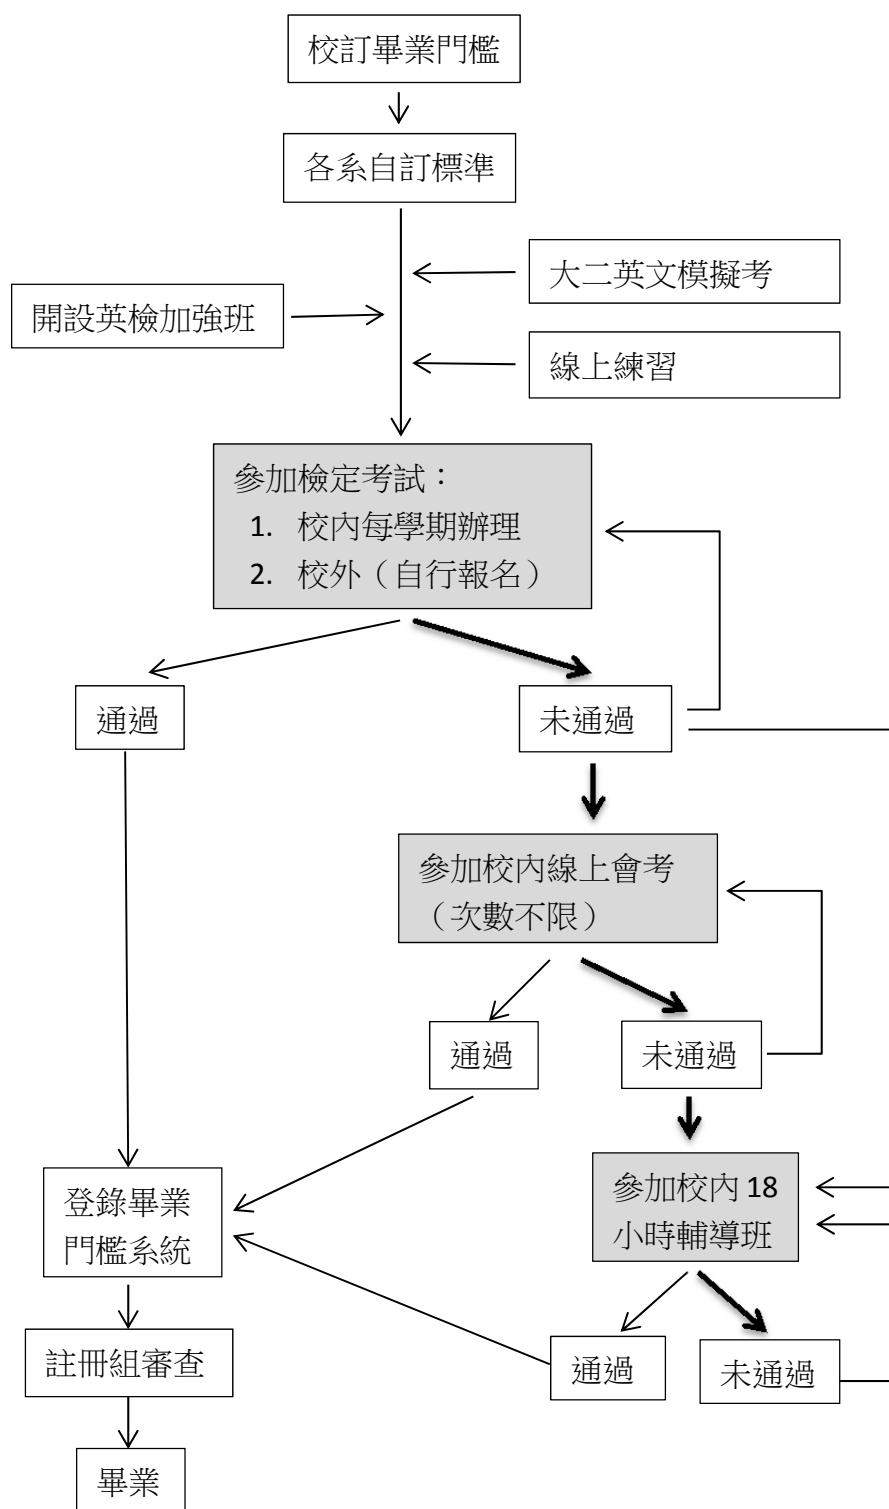 校訂畢業門檻
各系自訂標準
大二英文模擬考
開設英檢加強班
線上練習
參加檢定考試：
1. 校內每學期辦理
2. 校外（自行報名）
通過
未通過
參加校內線上會考
（次數不限）
通過
未通過
參加校內 18
小時輔導班
登錄畢業
門檻系統
通過
未通過
註冊組審查
畢業